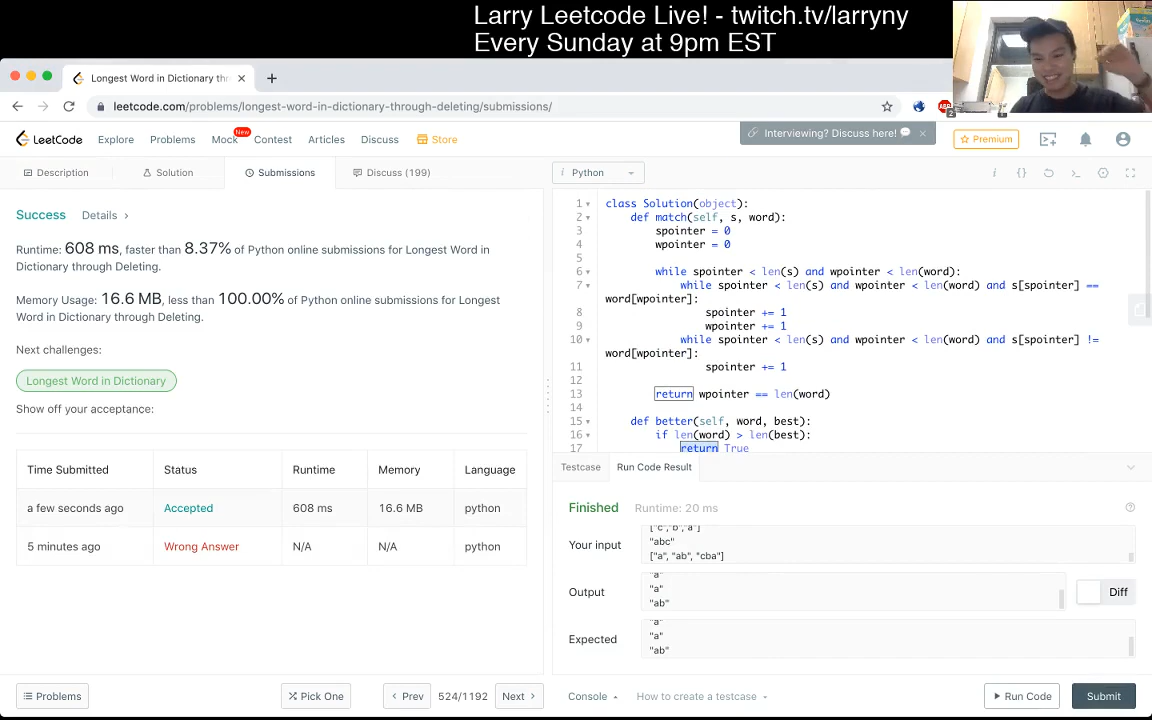 Larry Leetcode Live! - twitch.tv/larryny
Every Sunday at 9pm EST
Longest Word in Dictionary thr
leetcode.com/problems/longest-word-in-dictionary-through-deleting/submissions/
LeetCode Explore Problems Mock New Contest Articles Discuss Store
Interviewing? Discuss here!
Premium
Description Solution Submissions Discuss (199)
i Python
Success Details
Runtime: 608 ms, faster than 8.37% of Python online submissions for Longest Word in
Dictionary through Deleting.
Memory Usage: 16.6 MB, less than 100.00% of Python online submissions for Longest
Word in Dictionary through Deleting.
Next challenges:
Longest Word in Dictionary
Show off your acceptance:
Time Submitted Status Runtime Memory Language
a few seconds ago Accepted 608 ms 16.6 MB python
5 minutes ago Wrong Answer N/A N/A python
Problems Pick One Prev 524/1192 Next
1 class Solution(object):
2 def match(self, s, word):
3 spointer = 0
4 wpointer = 0
5
6 while spointer < len(s) and wpointer < len(word):
7 while spointer < len(s) and wpointer < len(word) and s[spointer] ==
word[wpointer]:
8 spointer += 1
9 wpointer += 1
10 while spointer < len(s) and wpointer < len(word) and s[spointer] !=
word[wpointer]:
11 spointer += 1
12
13 return wpointer == len(word)
14
15 def better(self, word, best):
16 if len(word) > len(best):
17 return True
Testcase Run Code Result
Finished Runtime: 20 ms
Your input
["c","b","a"]
"abc"
["a", "ab", "cba"]
Output
"a"
"a"
"ab"
Diff
Expected
"a"
"a"
"ab"
Console How to create a testcase Run Code Submit